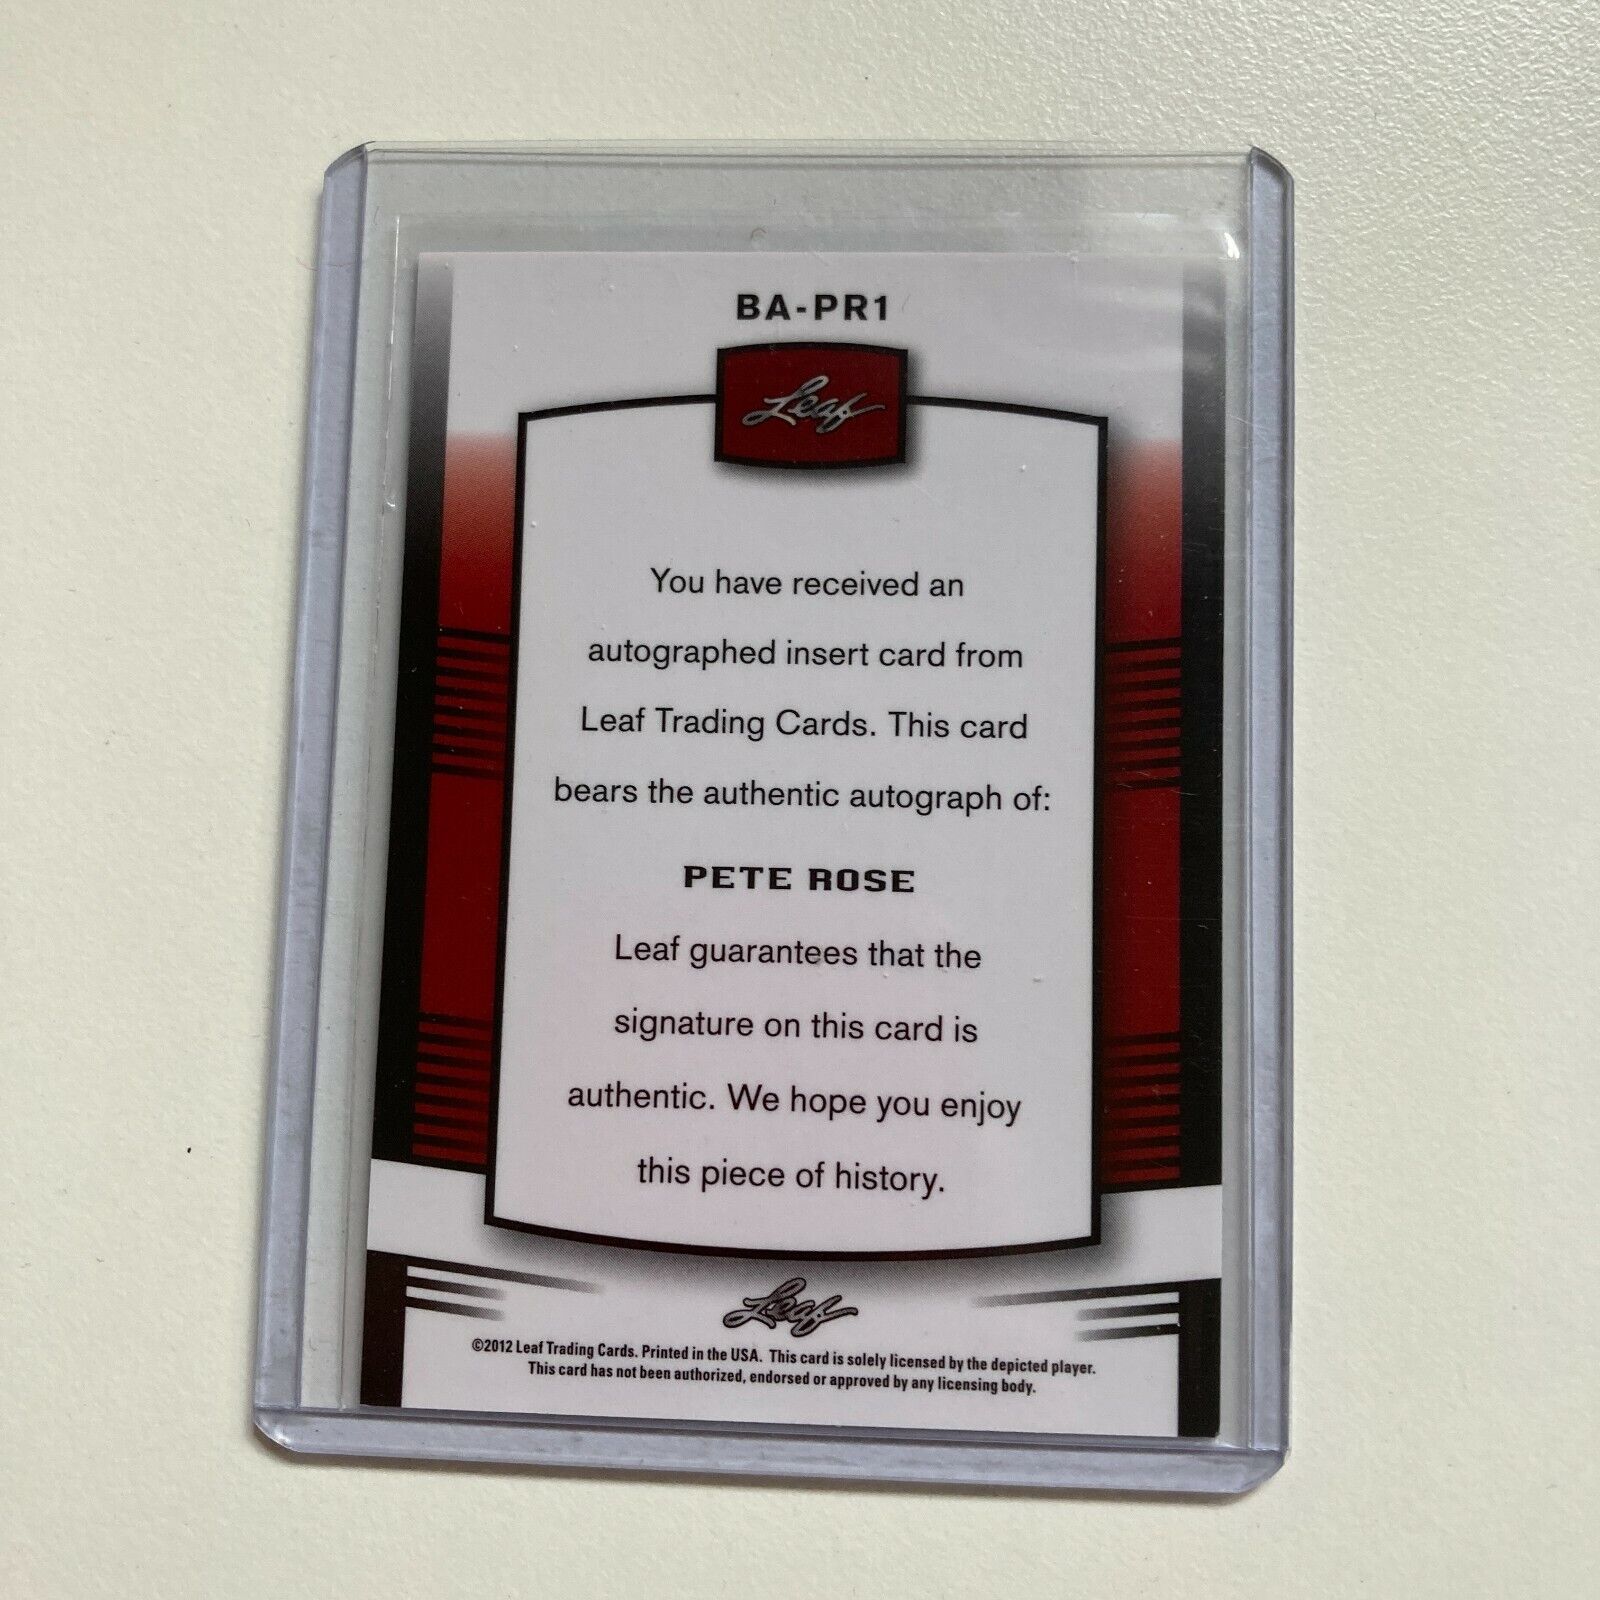 BA-PR1
Leaf
You have received an
autographed insert card from
Leaf Trading Cards. This card
bears the authentic autograph of:
PETE ROSE
Leaf guarantees that the
signature on this card is
authentic. We hope you enjoy
this piece of history.
Leaf
©2012 Leaf Trading Cards. Printed in the USA. This card is solely licensed by the depicted player.
This card has not been authorized, endorsed or approved by any licensing body.